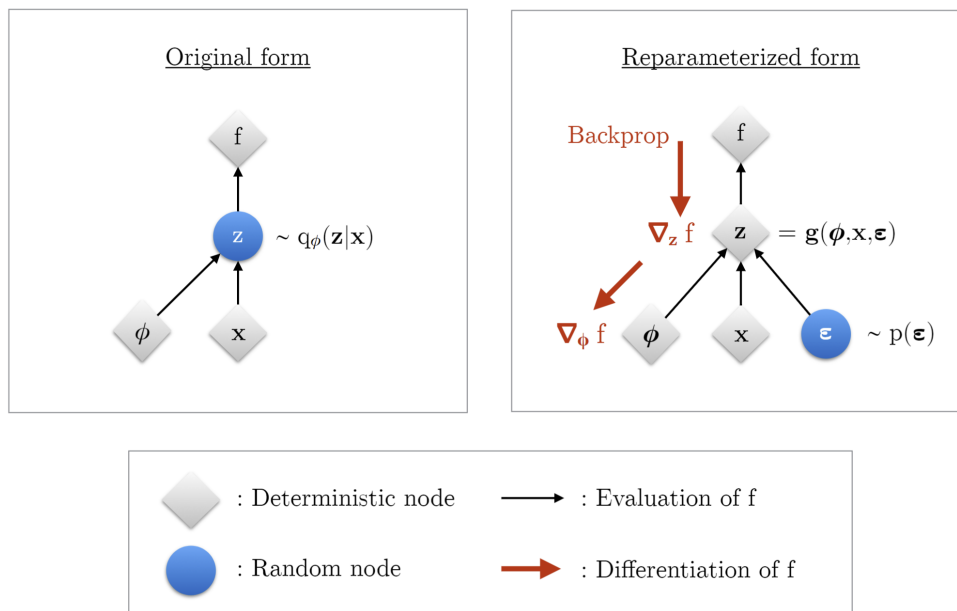 Original form
f
z ~ qϕ(z|x)
ϕ x
Reparameterized form
f
Backprop
∇z f z = g(ϕ,x,ε)
∇ϕ f ϕ x ε ~ p(ε)
: Deterministic node : Evaluation of f
: Random node : Differentiation of f